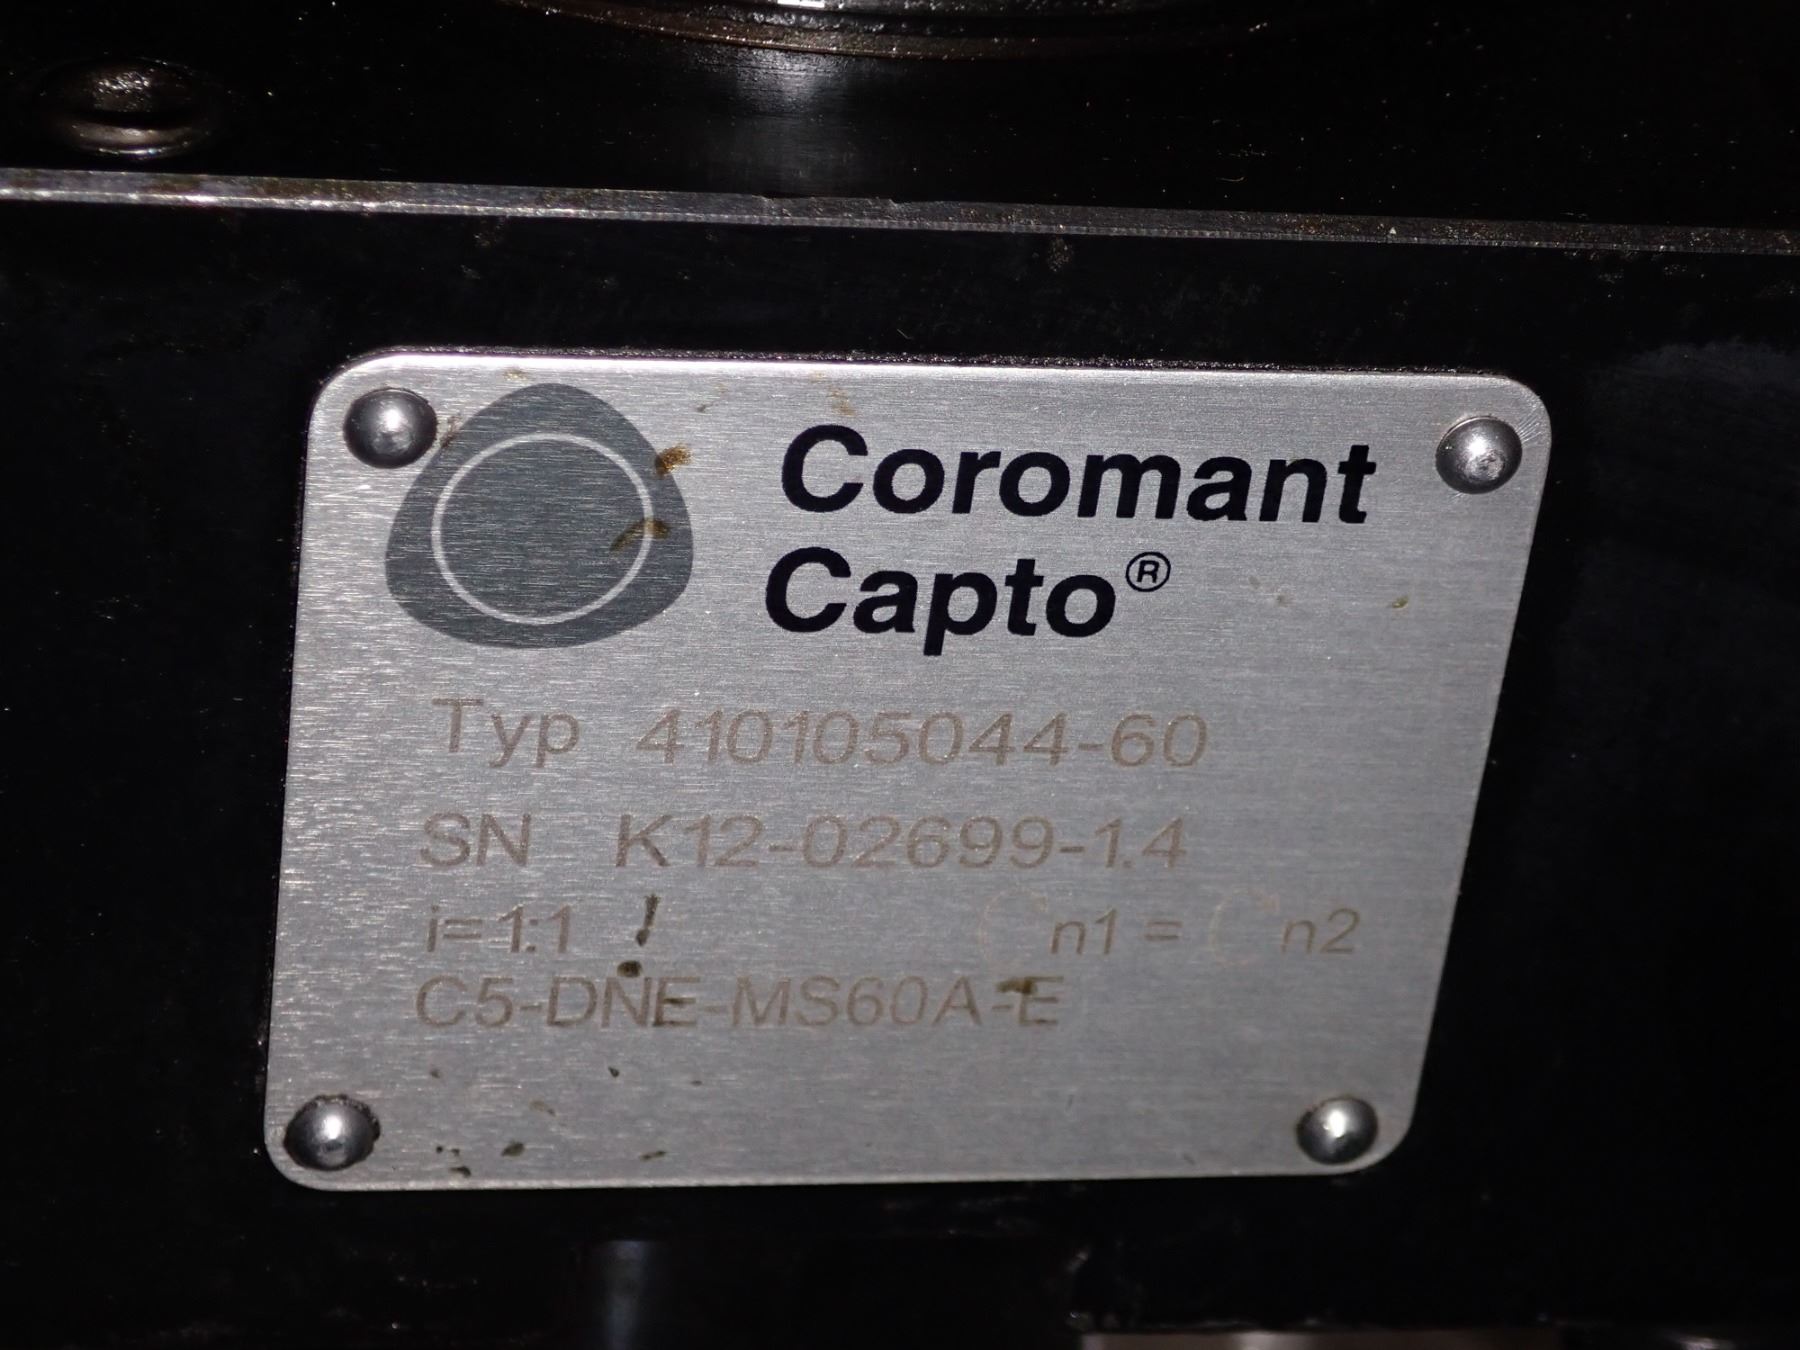 Coromant
Capto®
Typ 410105044-60
SN K12-02699-1.4
i=1:1 n1 = n2
C5-DNE-MS60A-E